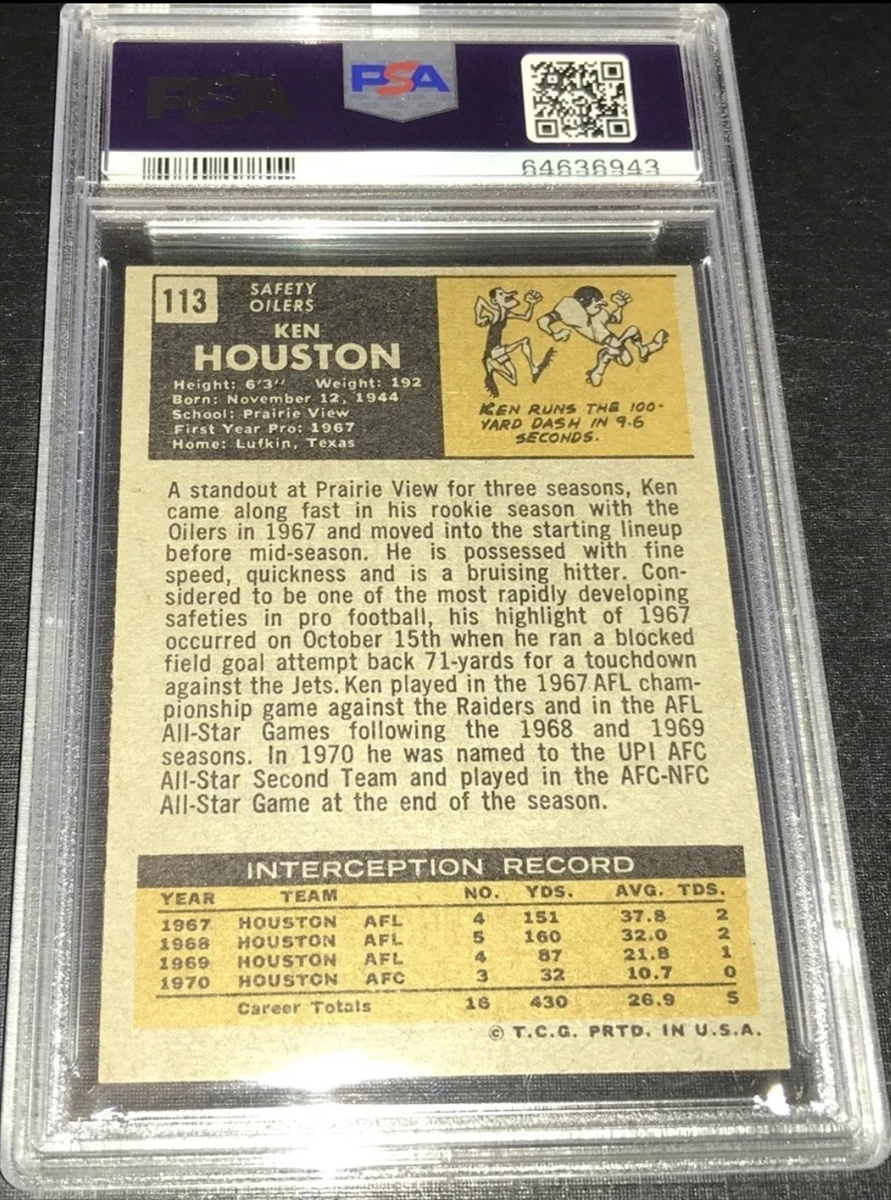 PSA
PSA
64636943
113
SAFETY
OILERS
KEN
HOUSTON
Height: 6'3" Weight: 192
Born: November 12, 1944
School: Prairie View
First Year Pro: 1967
Home: Lufkin, Texas
KEN RUNS THE 100-
YARD DASH IN 9.6
SECONDS.
A standout at Prairie View for three seasons, Ken
came along fast in his rookie season with the
Oilers in 1967 and moved into the starting lineup
before mid-season. He is possessed with fine
speed, quickness and is a bruising hitter. Con-
sidered to be one of the most rapidly developing
safeties in pro football, his highlight of 1967
occurred on October 15th when he ran a blocked
field goal attempt back 71-yards for a touchdown
against the Jets. Ken played in the 1967 AFL cham-
pionship game against the Raiders and in the AFL
All-Star Games following the 1968 and 1969
seasons. In 1970 he was named to the UPI AFC
All-Star Second Team and played in the AFC-NFC
All-Star Game at the end of the season.
INTERCEPTION RECORD
YEAR TEAM NO. YDS. AVG. TDS.
1967 HOUSTON AFL 4 151 37.8 2
1968 HOUSTON AFL 5 160 32.0 2
1969 HOUSTON AFL 4 87 21.8 1
1970 HOUSTON AFC 3 32 10.7 0
Career Totals 16 430 26.9 5
© T.C.G. PRTD. IN U.S.A.